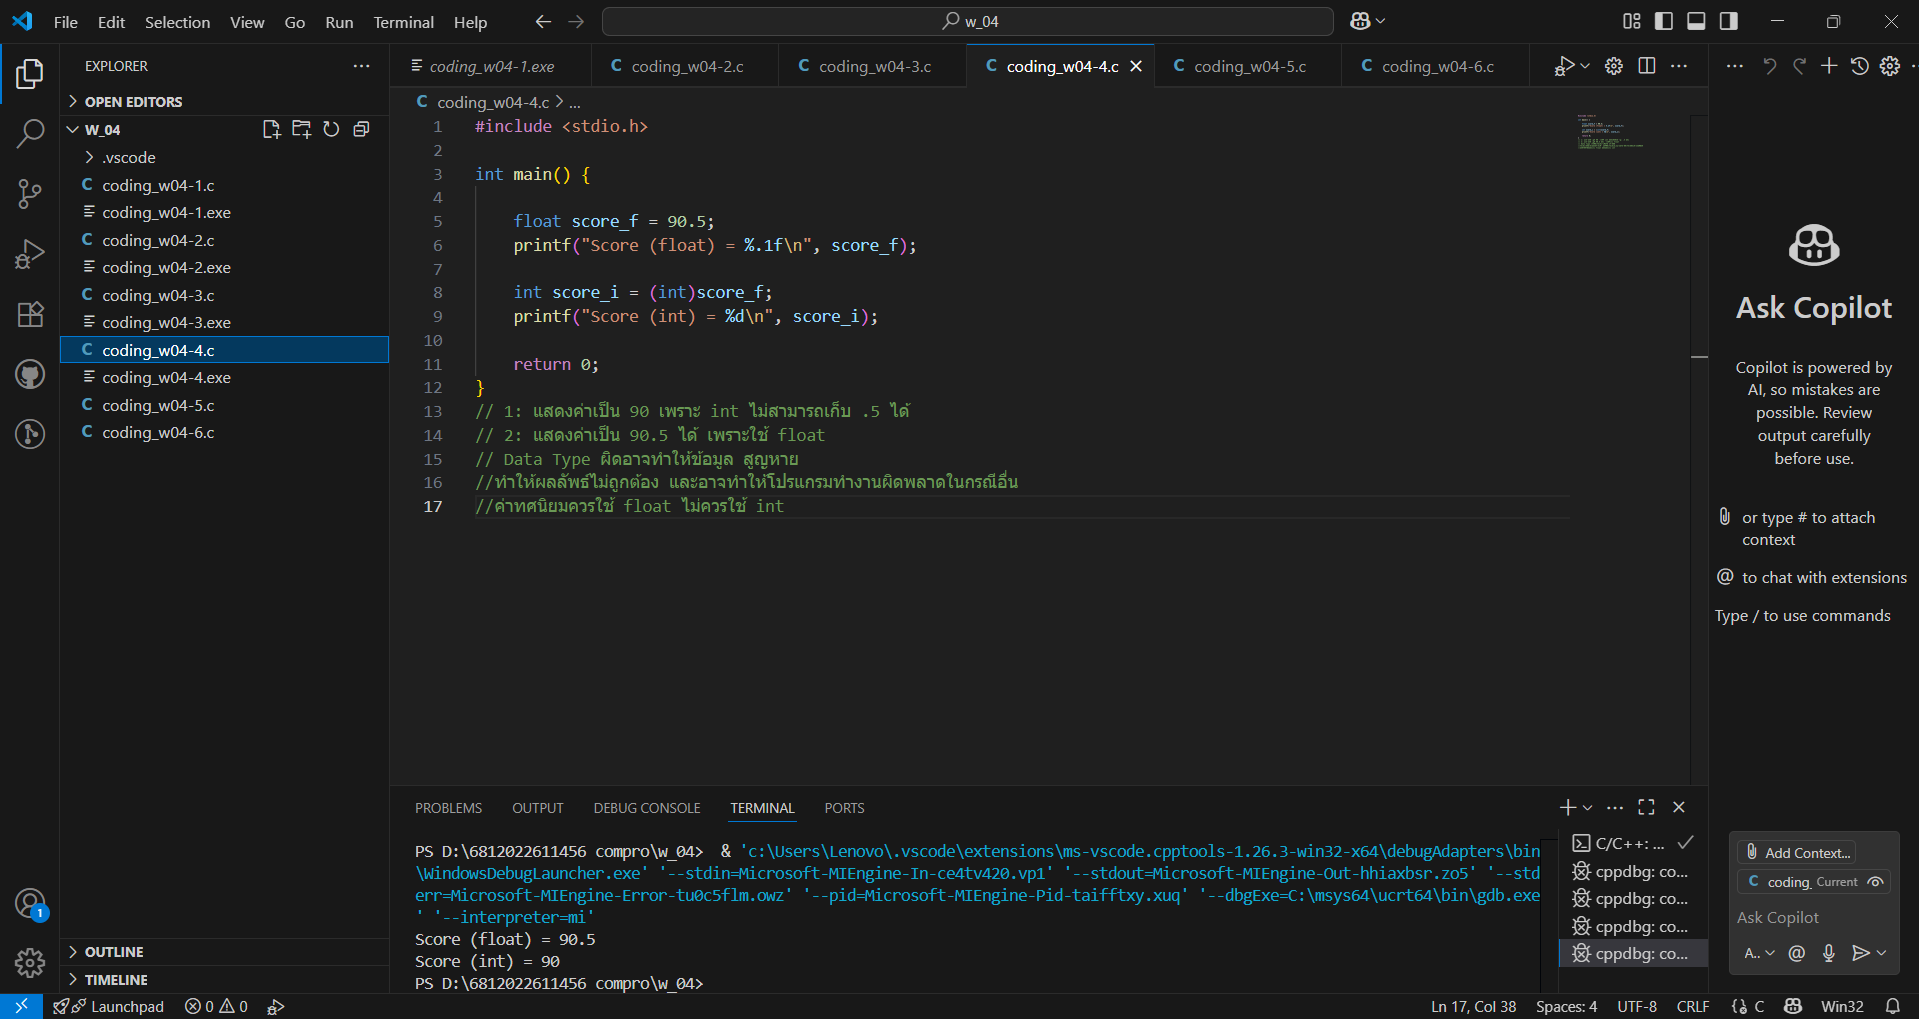 File Edit Selection View Go Run Terminal Help
w_04
EXPLORER
OPEN EDITORS
W_04
.vscode
coding_w04-1.c
coding_w04-1.exe
coding_w04-2.c
coding_w04-2.exe
coding_w04-3.c
coding_w04-3.exe
coding_w04-4.c
coding_w04-4.exe
coding_w04-5.c
coding_w04-6.c
OUTLINE
TIMELINE
coding_w04-1.exe
coding_w04-2.c
coding_w04-3.c
coding_w04-4.c
coding_w04-5.c
coding_w04-6.c
coding_w04-4.c > ...
1 #include <stdio.h>
2
3 int main() {
4
5 float score_f = 90.5;
6 printf("Score (float) = %.1f\n", score_f);
7
8 int score_i = (int)score_f;
9 printf("Score (int) = %d\n", score_i);
10
11 return 0;
12 }
13 // 1: แสดงค่าเป็น 90 เพราะ int ไม่สามารถเก็บ .5 ได้
14 // 2: แสดงค่าเป็น 90.5 ได้ เพราะใช้ float
15 // Data Type ผิดอาจทำให้ข้อมูล สูญหาย
16 //ทำให้ผลลัพธ์ไม่ถูกต้อง และอาจทำให้โปรแกรมทำงานผิดพลาดในกรณีอื่น
17 //ค่าทศนิยมควรใช้ float ไม่ควรใช้ int
PROBLEMS OUTPUT DEBUG CONSOLE TERMINAL PORTS
PS D:\6812022611456 compro\w_04> & 'c:\Users\Lenovo\.vscode\extensions\ms-vscode.cpptools-1.26.3-win32-x64\debugAdapters\bin
\WindowsDebugLauncher.exe' '--stdin=Microsoft-MIEngine-In-ce4tv420.vp1' '--stdout=Microsoft-MIEngine-Out-hhiaxbsr.zo5' '--std
err=Microsoft-MIEngine-Error-tu0c5flm.owz' '--pid=Microsoft-MIEngine-Pid-taifftxy.xuq' '--dbgExe=C:\msys64\ucrt64\bin\gdb.exe
' '--interpreter=mi'
Score (float) = 90.5
Score (int) = 90
PS D:\6812022611456 compro\w_04>
C/C++: ...
cppdbg: co...
cppdbg: co...
cppdbg: co...
cppdbg: co...
Ask Copilot
Copilot is powered by
AI, so mistakes are
possible. Review
output carefully
before use.
or type # to attach
context
@ to chat with extensions
Type / to use commands
Add Context...
C coding_ Current
Ask Copilot
A.. @
1
Launchpad 0 0
Ln 17, Col 38 Spaces: 4 UTF-8 CRLF {} C Win32